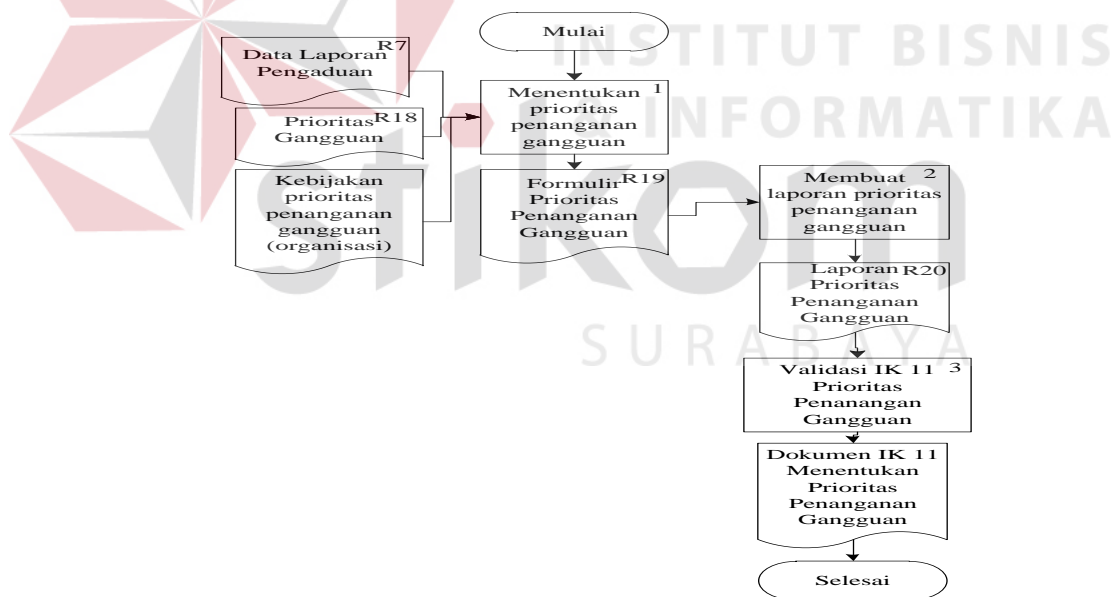 INSTITUT BISNIS
& INFORMATIKA
stikom
SURABAYA
Mulai
R7
Data Laporan
Pengaduan
R18
Prioritas
Gangguan
Kebijakan
prioritas
penanganan
gangguan
(organisasi)
1
Menentukan
prioritas
penanganan
gangguan
R19
Formulir
Prioritas
Penanganan
Gangguan
2
Membuat
laporan prioritas
penanganan
gangguan
Laporan R20
Prioritas
Penanganan
Gangguan
Validasi IK 11 3
Prioritas
Penanangan
Gangguan
Dokumen IK 11
Menentukan
Prioritas
Penanganan
Gangguan
Selesai